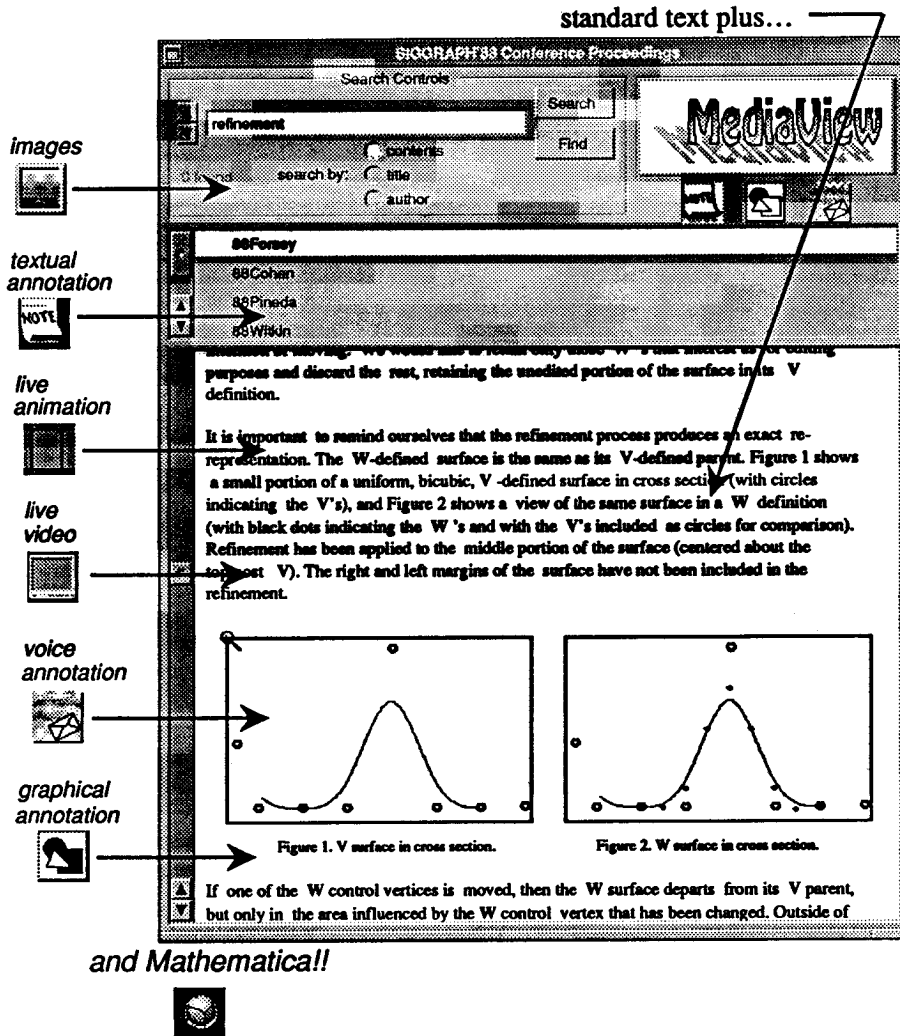 standard text plus...
SIGGRAPH'88 Conference Proceedings
Search Controls
refinement
Search
Find
MediaView
contents
0 found
search by:
title
author
NOTE
images
textual
annotation
NOTE
live
animation
live
video
voice
annotation
graphical
annotation
88Forsey
88Cohen
88Pineda
88Witkin
purposes and discard the rest, retaining the unedited portion of the surface in its V
definition.
It is important to remind ourselves that the refinement process produces an exact re-
representation. The W-defined surface is the same as its V-defined parent. Figure 1 shows
a small portion of a uniform, bicubic, V -defined surface in cross section (with circles
indicating the V's), and Figure 2 shows a view of the same surface in a W definition
(with black dots indicating the W 's and with the V's included as circles for comparison).
Refinement has been applied to the middle portion of the surface (centered about the
topmost V). The right and left margins of the surface have not been included in the
refinement.
Figure 1. V surface in cross section.
Figure 2. W surface in cross section.
If one of the W control vertices is moved, then the W surface departs from its V parent,
but only in the area influenced by the W control vertex that has been changed. Outside of
and Mathematica!!